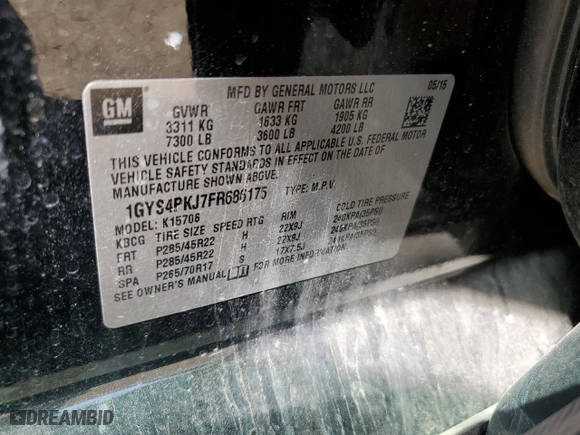 GM
MFD BY GENERAL MOTORS LLC 05/15
GVWR GAWR FRT GAWR RR
3311 KG 1633 KG 1905 KG
7300 LB 3600 LB 4200 LB
THIS VEHICLE CONFORMS TO ALL APPLICABLE U.S. FEDERAL MOTOR
VEHICLE SAFETY STANDARDS IN EFFECT ON THE DATE OF
MANUFACTURE SHOWN ABOVE.
1GYS4PKJ7FR686175 TYPE: M.P.V.
MODEL: K15706
K3CG TIRE SIZE SPEED RTG RIM COLD TIRE PRESSURE
FRT P285/45R22 H 22X9J 240KPA(35PSI)
RR P285/45R22 H 22X9J 240KPA(35PSI)
SPA P265/70R17 S 17X7.5J
SEE OWNER'S MANUAL FOR MORE INFORMATION.
DREAMBID